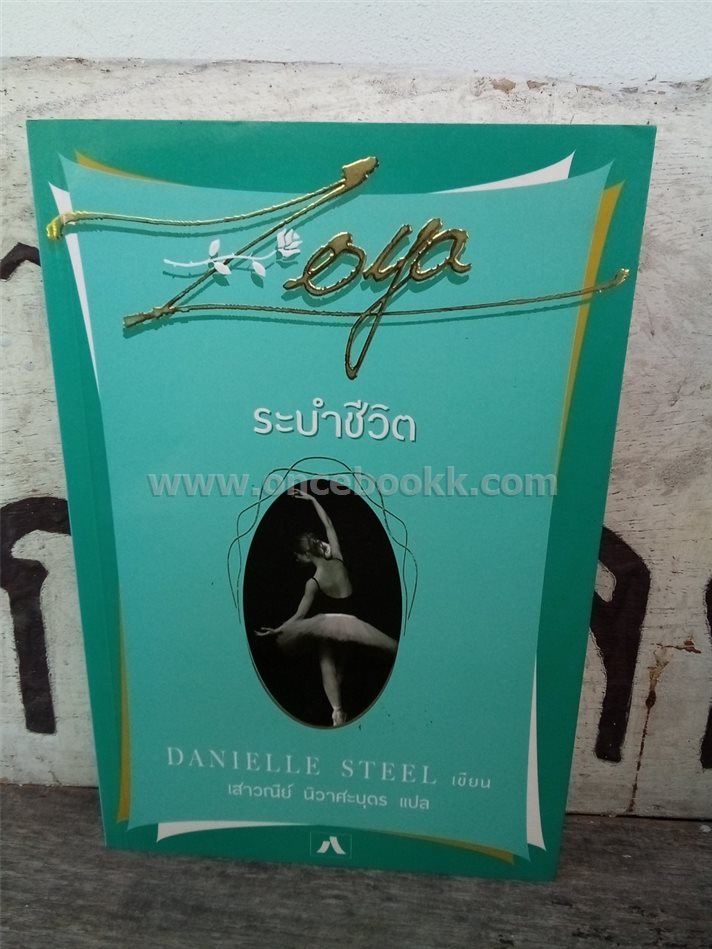 Zoya
ระบำชีวิต
www.oncebookk.com
DANIELLE STEEL เขียน
เสาวณีย์ นิวาศะบุตร แปล